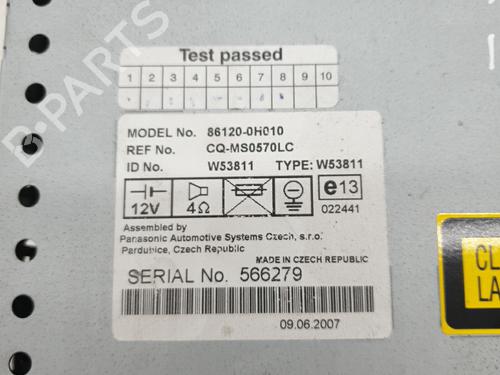 Test passed
1 2 3 4 5 6 7 8 9 10
MODEL No. 86120-0H010
REF No. CQ-MS0570LC
ID No. W53811 TYPE: W53811
12V 4Ω e13
022441
Assembled by
Panasonic Automotive Systems Czech, s.r.o.
Pardubice, Czech Republic
MADE IN CZECH REPUBLIC
SERIAL No. 566279
09.06.2007
CL
LA
B-PARTS